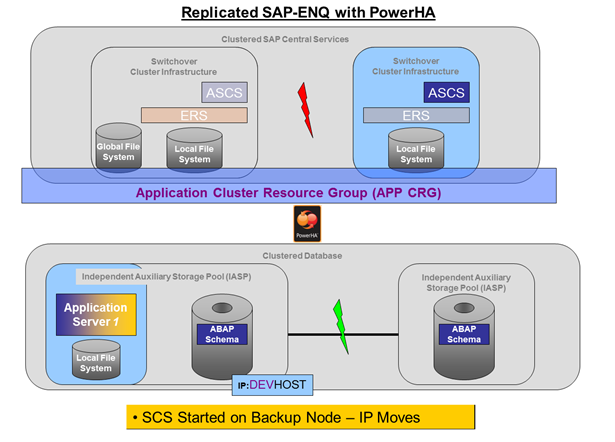 Replicated SAP-ENQ with PowerHA
Clustered SAP Central Services
Switchover
Cluster Infrastructure
ASCS
ERS
Global File
System
Local File
System
Switchover
Cluster Infrastructure
ASCS
ERS
Local File
System
Application Cluster Resource Group (APP CRG)
PowerHA
Clustered Database
Independent Auxiliary Storage Pool (IASP)
Application
Server 1
Local File
System
ABAP
Schema
IP:DEVHOST
Independent Auxiliary
Storage Pool (IASP)
ABAP
Schema
• SCS Started on Backup Node – IP Moves